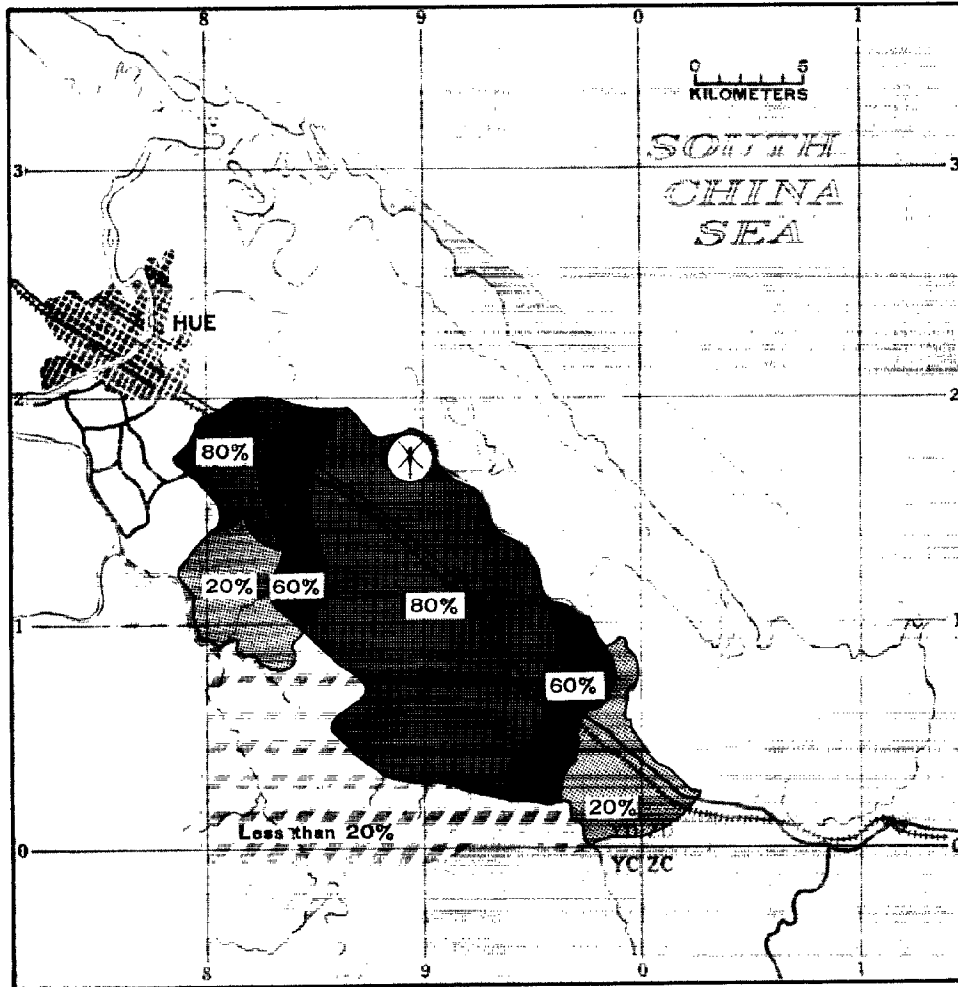 8 9 0 1
0 5
KILOMETERS
SOUTH
CHINA
SEA
3 3
HUE
2 2
80%
20% 60%
80%
1 1
60%
20%
Less than 20%
0 0
YC ZC
8 9 0 1